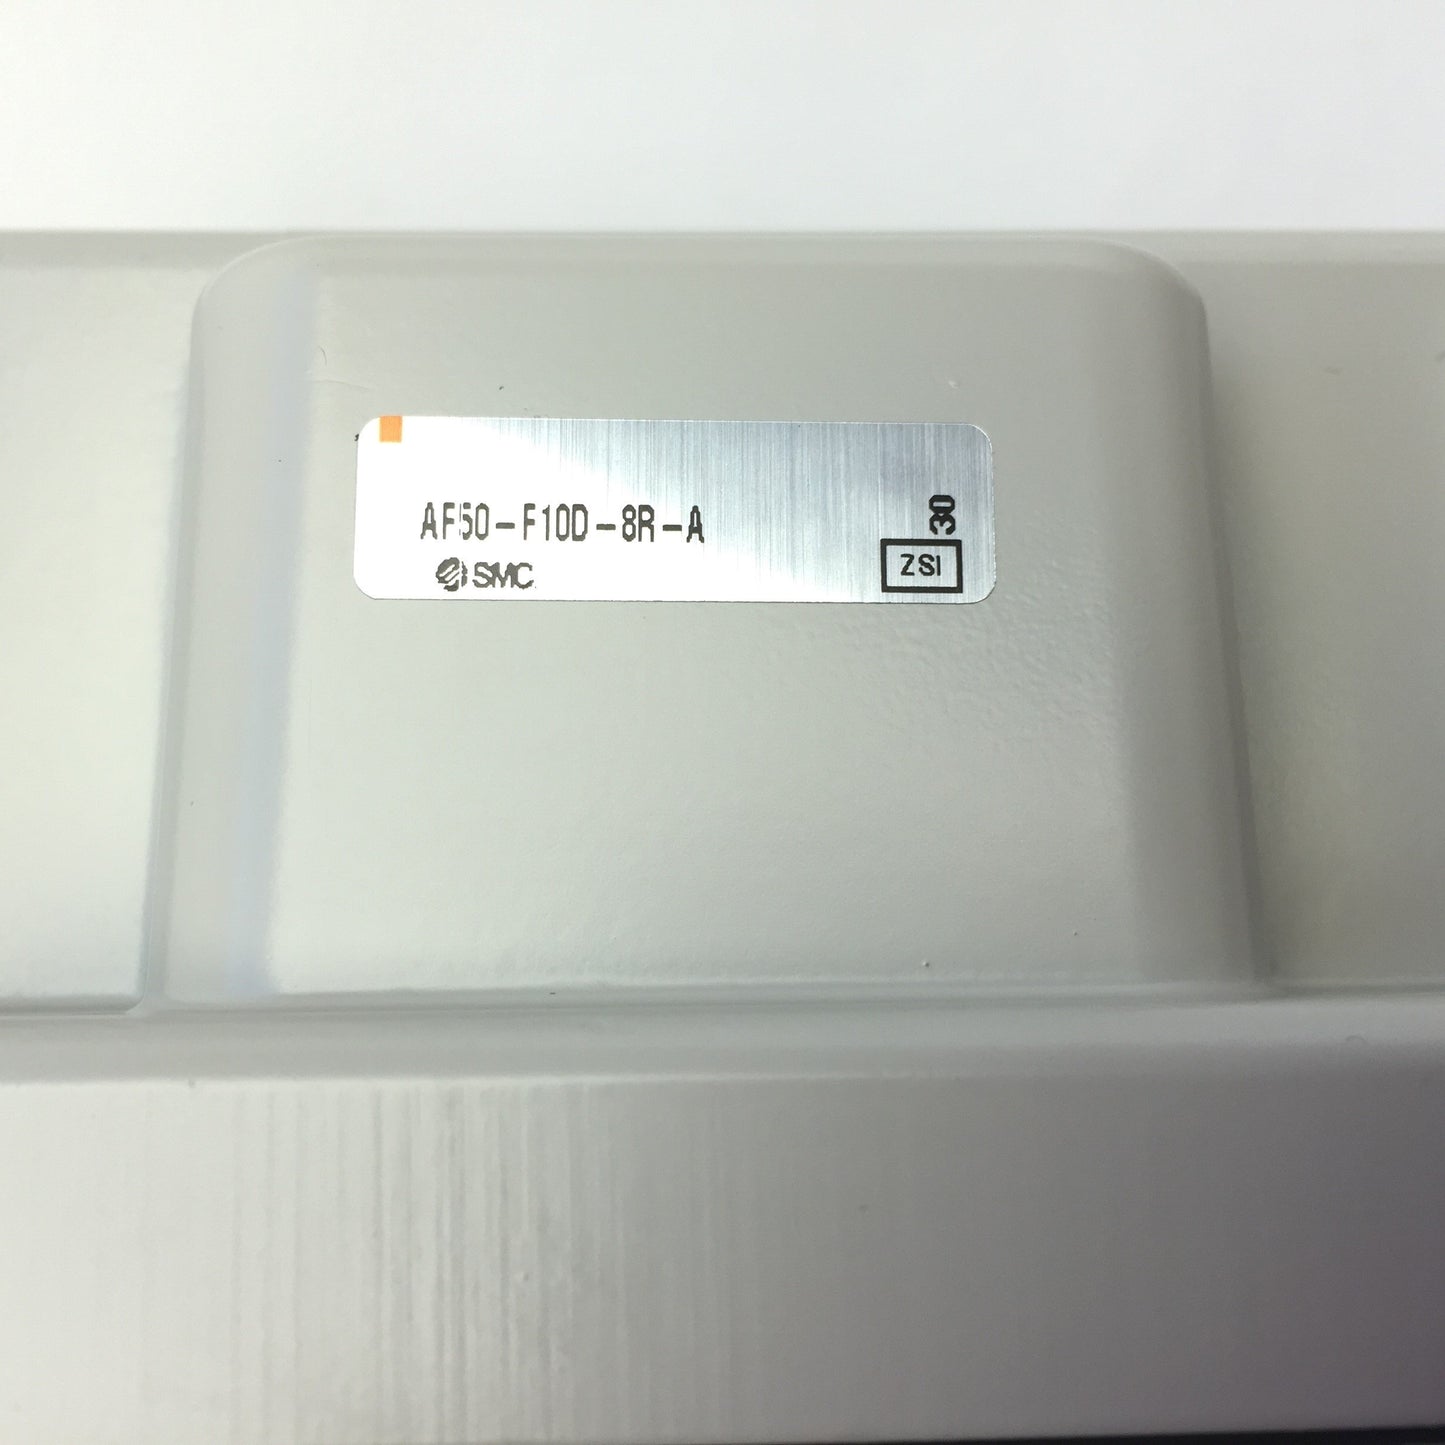 AF50-F10D-8R-A
SMC
30
ZSI